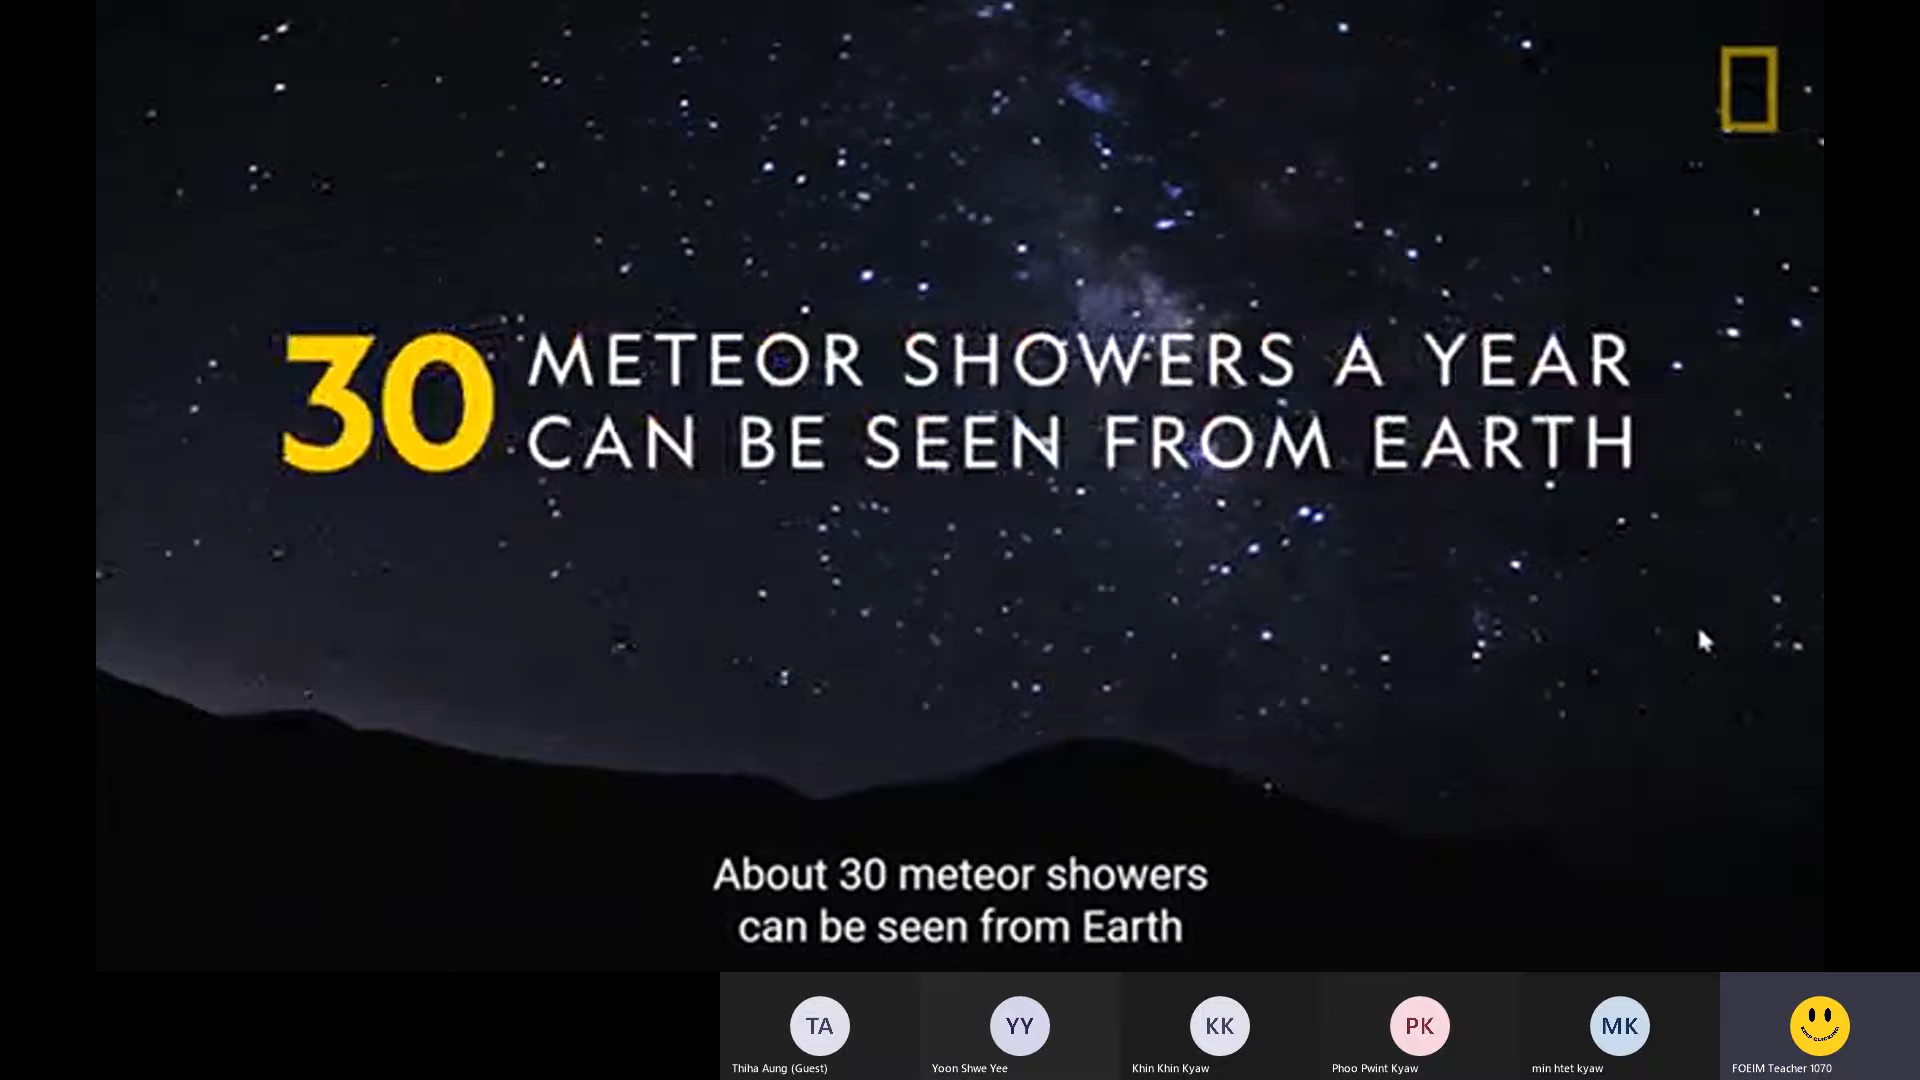 30 METEOR SHOWERS A YEAR
CAN BE SEEN FROM EARTH
About 30 meteor showers
can be seen from Earth
TA
YY
KK
PK
MK
Thiha Aung (Guest)
Yoon Shwe Yee
Khin Khin Kyaw
Phoo Pwint Kyaw
min htet kyaw
FOEIM Teacher 1070